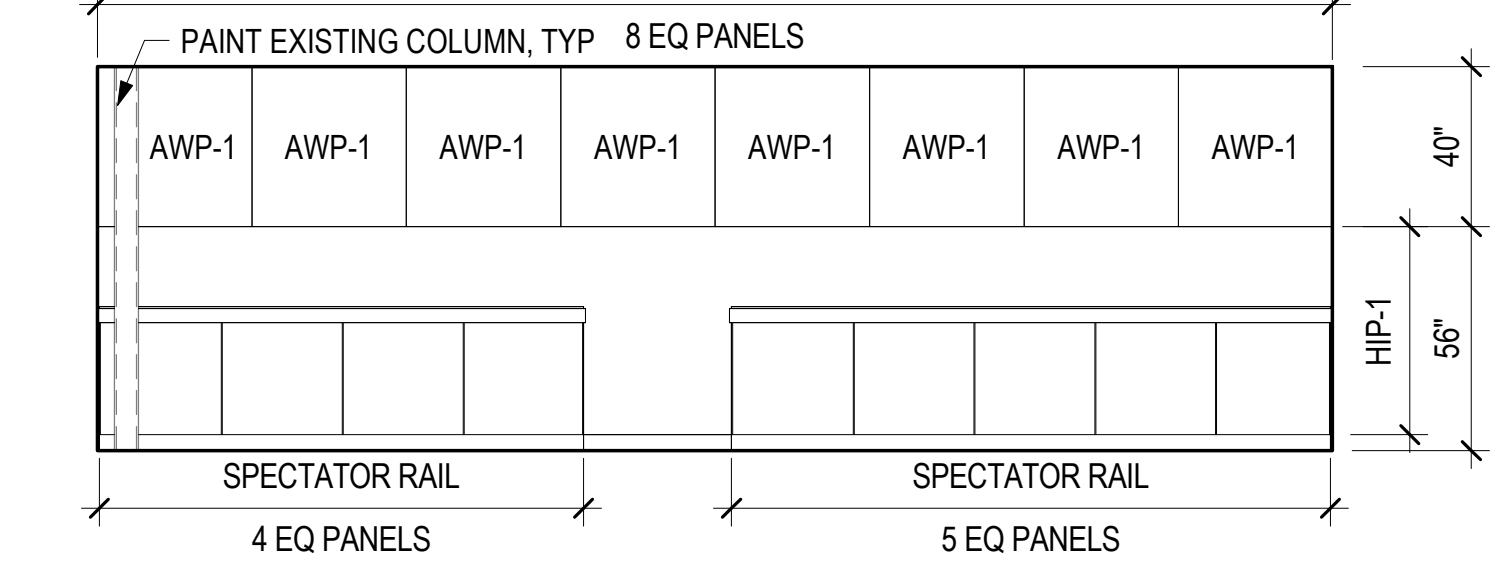 PAINT EXISTING COLUMN, TYP 8 EQ PANELS
AWP-1 AWP-1 AWP-1 AWP-1 AWP-1 AWP-1 AWP-1 AWP-1
40"
HIP-1
56"
SPECTATOR RAIL SPECTATOR RAIL
4 EQ PANELS 5 EQ PANELS